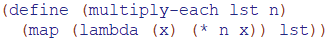 (define (multiply-each lst n)
  (map (lambda (x) (* n x)) lst))